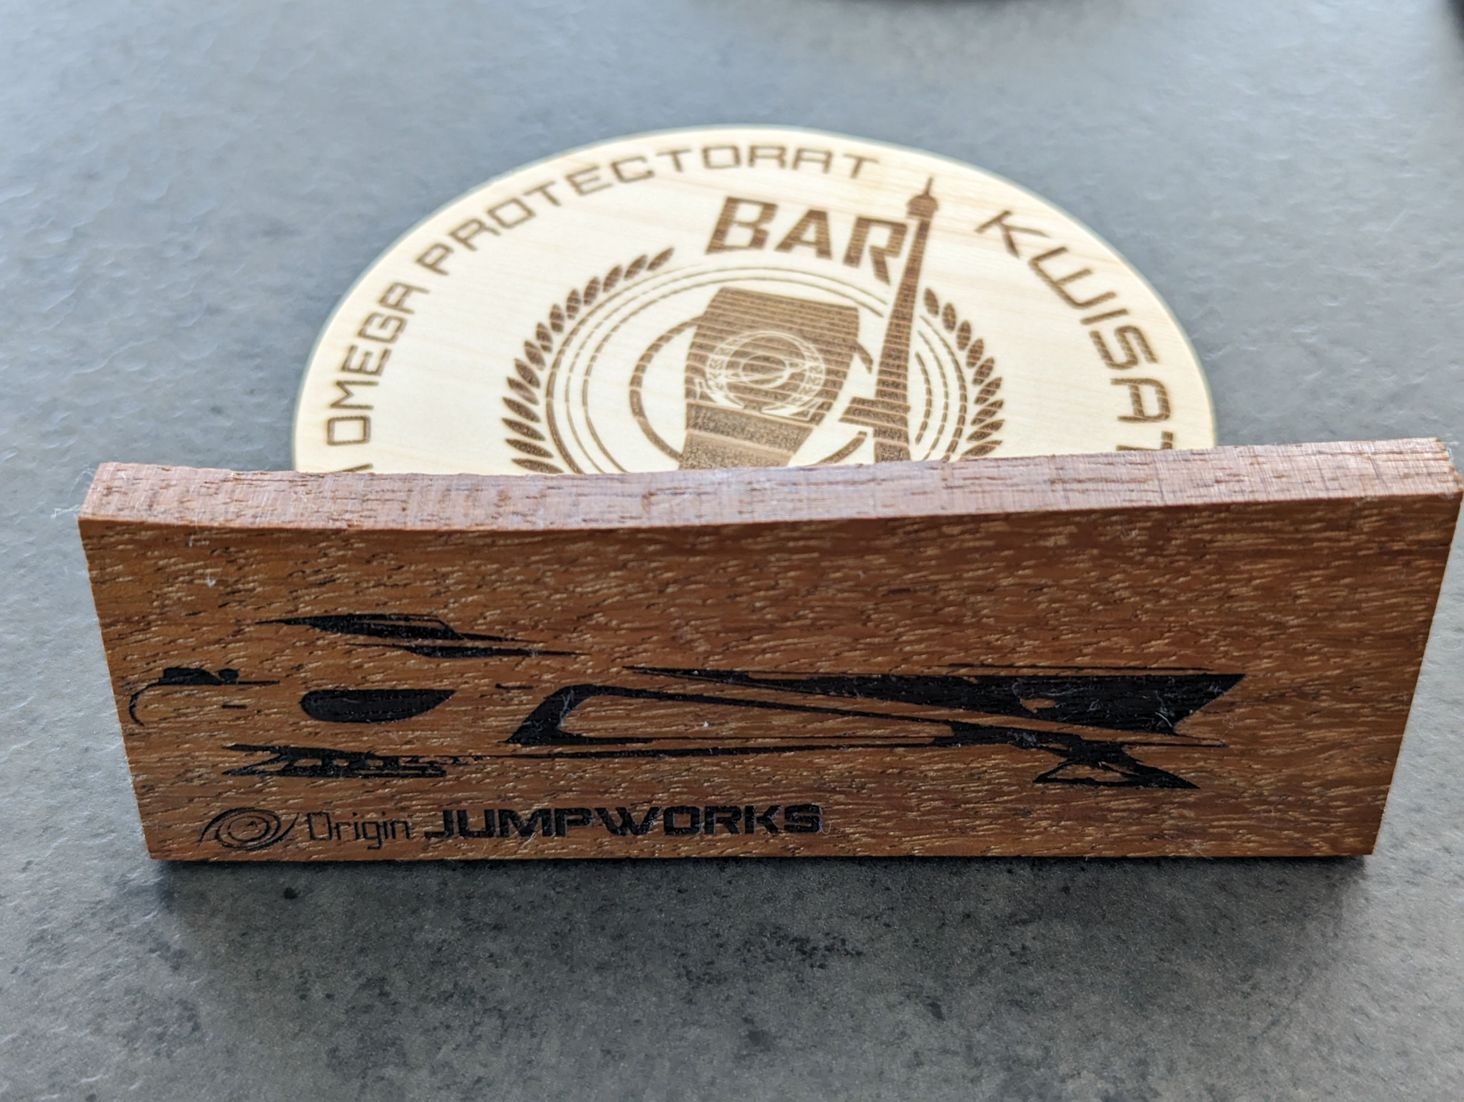 OMEGA PROTECTORAT
BAR
KWISAT
Origin JUMPWORKS